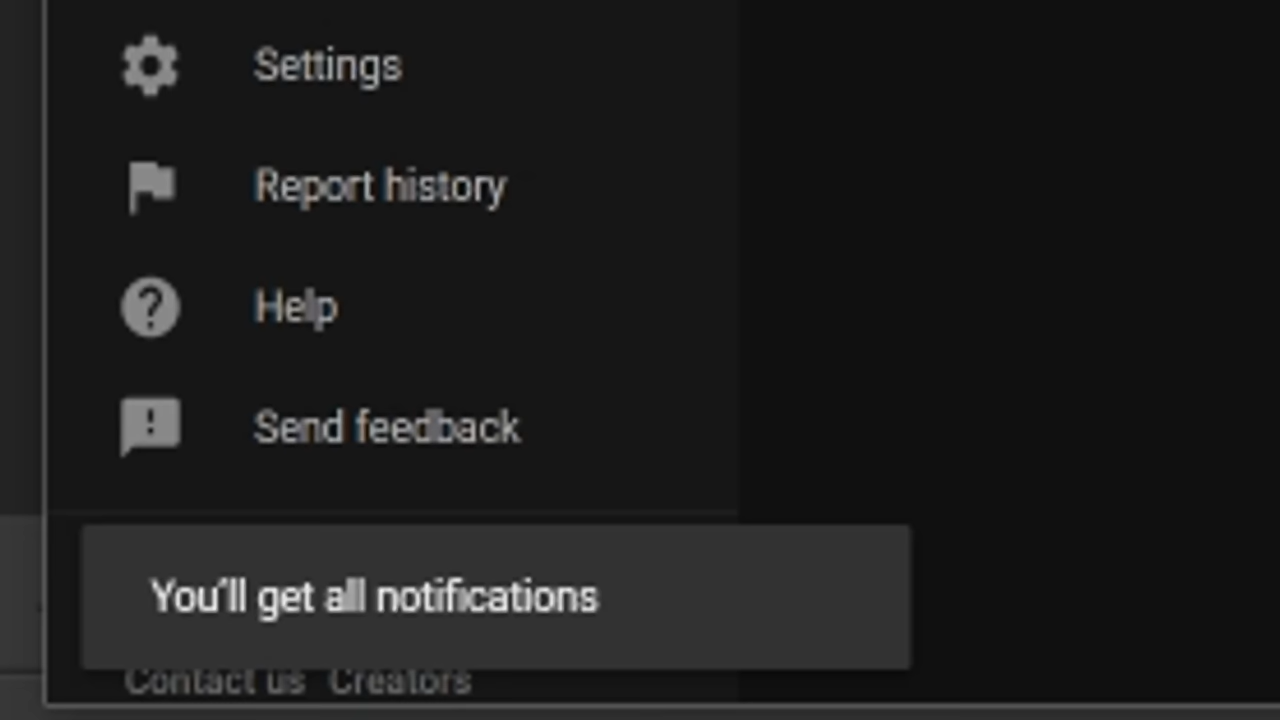 Settings
Report history
Help
Send feedback
You'll get all notifications
Contact us Creators